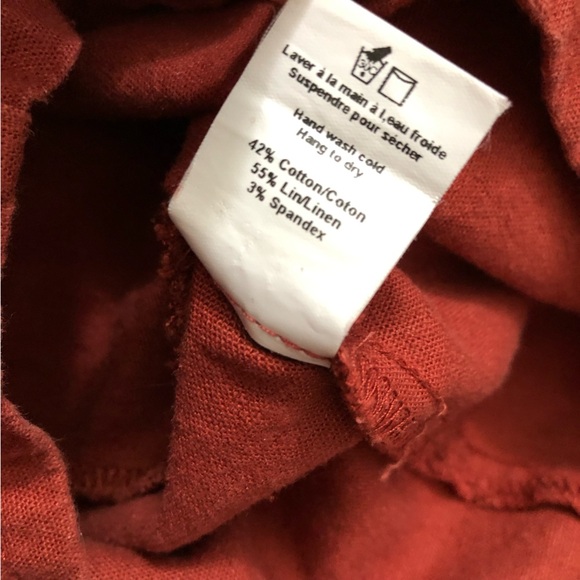 Laver à la main à l,eau froide
Suspendre pour sécher
Hand wash cold
Hang to dry
42% Cotton/Coton
55% Lin/Linen
3% Spandex